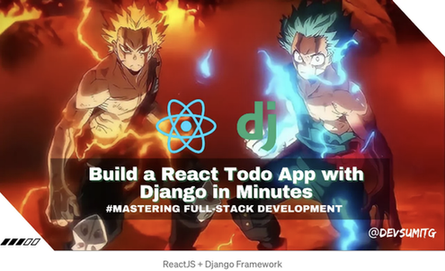 dj
Build a React Todo App with
Django in Minutes
#MASTERING FULL-STACK DEVELOPMENT
@DEVSUMITG
ReactJS + Django Framework